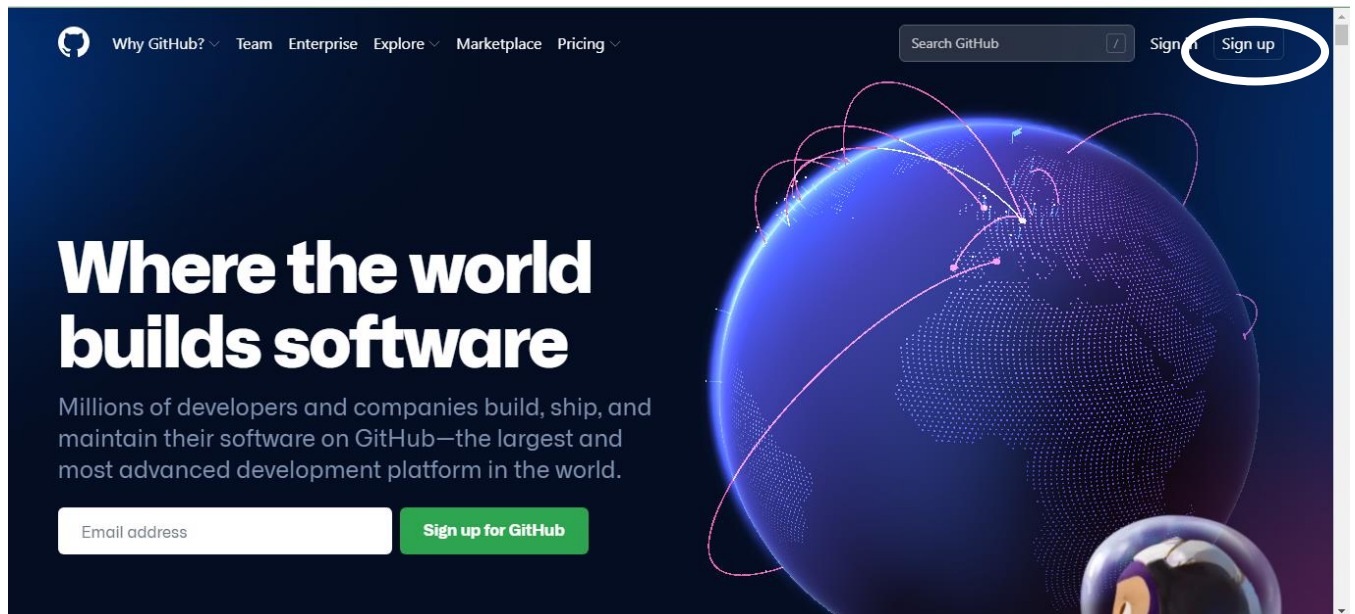 Why GitHub? Team Enterprise Explore Marketplace Pricing Search GitHub / Sign in Sign up
Where the world
builds software
Millions of developers and companies build, ship, and
maintain their software on GitHub—the largest and
most advanced development platform in the world.
Email address Sign up for GitHub